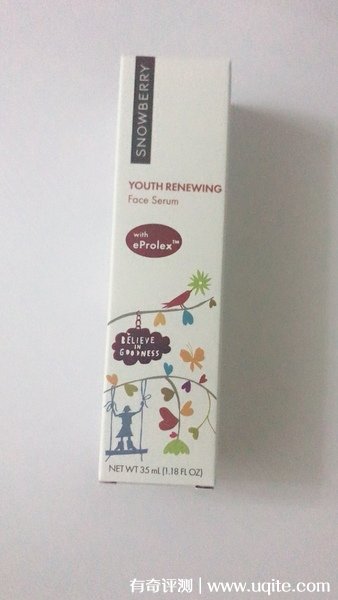 SNOWBERRY
YOUTH RENEWING
Face Serum
with
eProlex™
BELIEVE
IN
GOODNESS
NET WT 35 mL (1.18 FL OZ)
有奇评测 | www.uqite.com